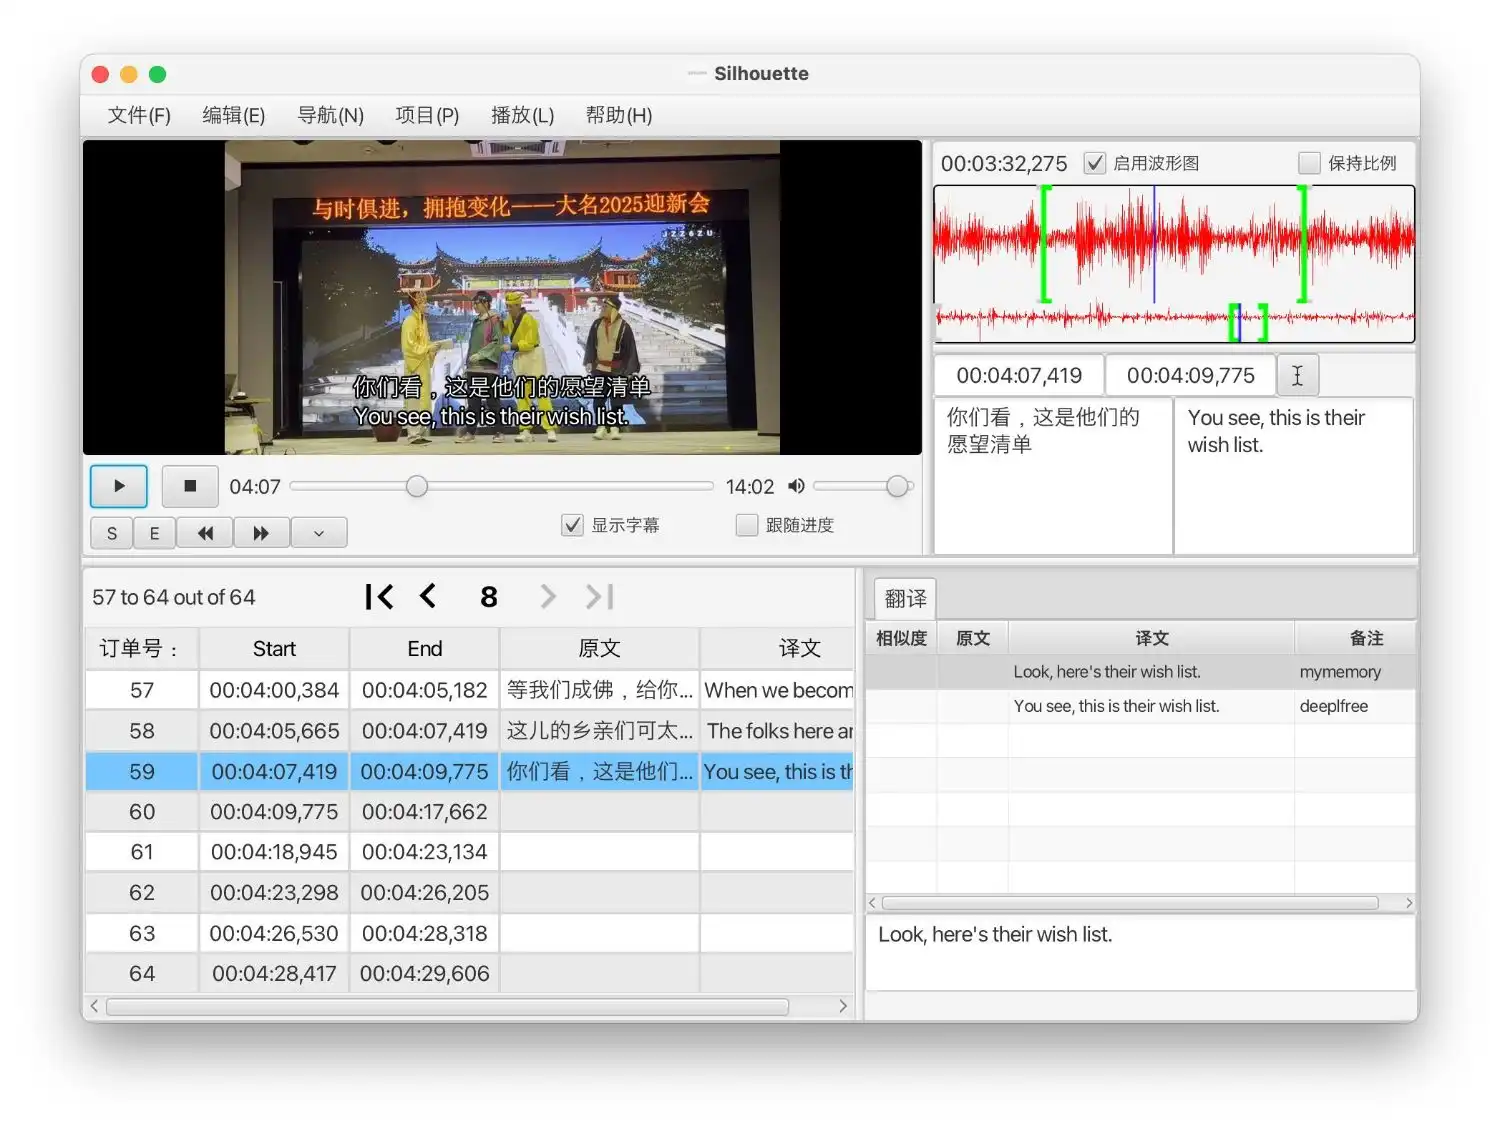 Silhouette
文件(F) 编辑(E) 导航(N) 项目(P) 播放(L) 帮助(H)
与时俱进，拥抱变化——大名2025迎新会
你们看，这是他们的愿望清单
You see, this is their wish list.
04:07 14:02
S E
显示字幕 跟随进度
00:03:32,275 启用波形图 保持比例
00:04:07,419 00:04:09,775
你们看，这是他们的
愿望清单
You see, this is their
wish list.
57 to 64 out of 64 8
订单号： Start End 原文 译文
57 00:04:00,384 00:04:05,182 等我们成佛，给你... When we becom
58 00:04:05,665 00:04:07,419 这儿的乡亲们可太... The folks here ar
59 00:04:07,419 00:04:09,775 你们看，这是他们... You see, this is th
60 00:04:09,775 00:04:17,662
61 00:04:18,945 00:04:23,134
62 00:04:23,298 00:04:26,205
63 00:04:26,530 00:04:28,318
64 00:04:28,417 00:04:29,606
翻译
相似度 原文 译文 备注
Look, here's their wish list. mymemory
You see, this is their wish list. deeplfree
Look, here's their wish list.